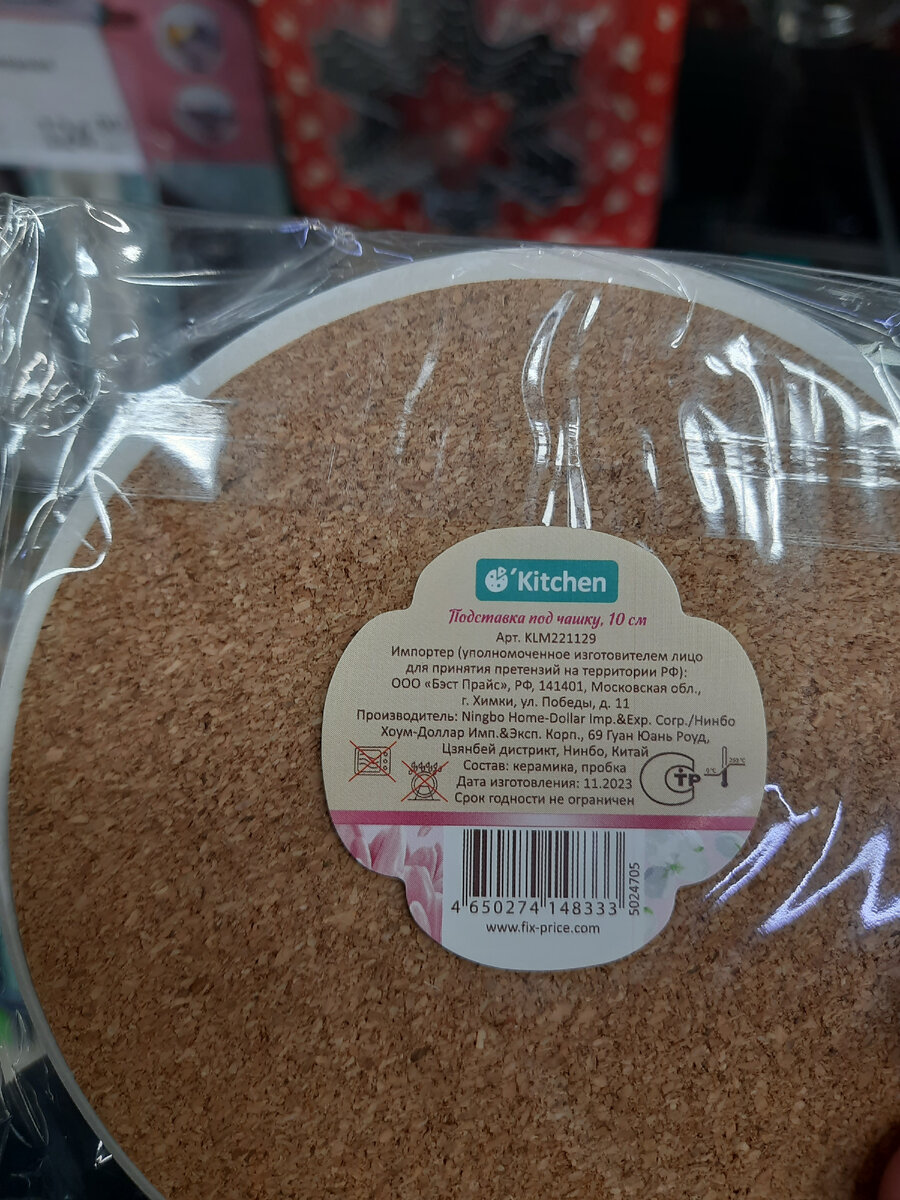 'Kitchen
Подставка под чашку, 10 см
Арт. KLM221129
Импортер (уполномоченное изготовителем лицо
для принятия претензий на территории РФ):
ООО «Бэст Прайс», РФ, 141401, Московская обл.,
г. Химки, ул. Победы, д. 11
Производитель: Ningbo Home-Dollar Imp.&Exp. Corp./Нинбо
Хоум-Доллар Имп.&Эксп. Корп., 69 Гуан Юань Роуд,
Цзянбей дистрикт, Нинбо, Китай
Состав: керамика, пробка
Дата изготовления: 11.2023
Срок годности не ограничен
СТР
4 650274 148333
5024705
www.fix-price.com